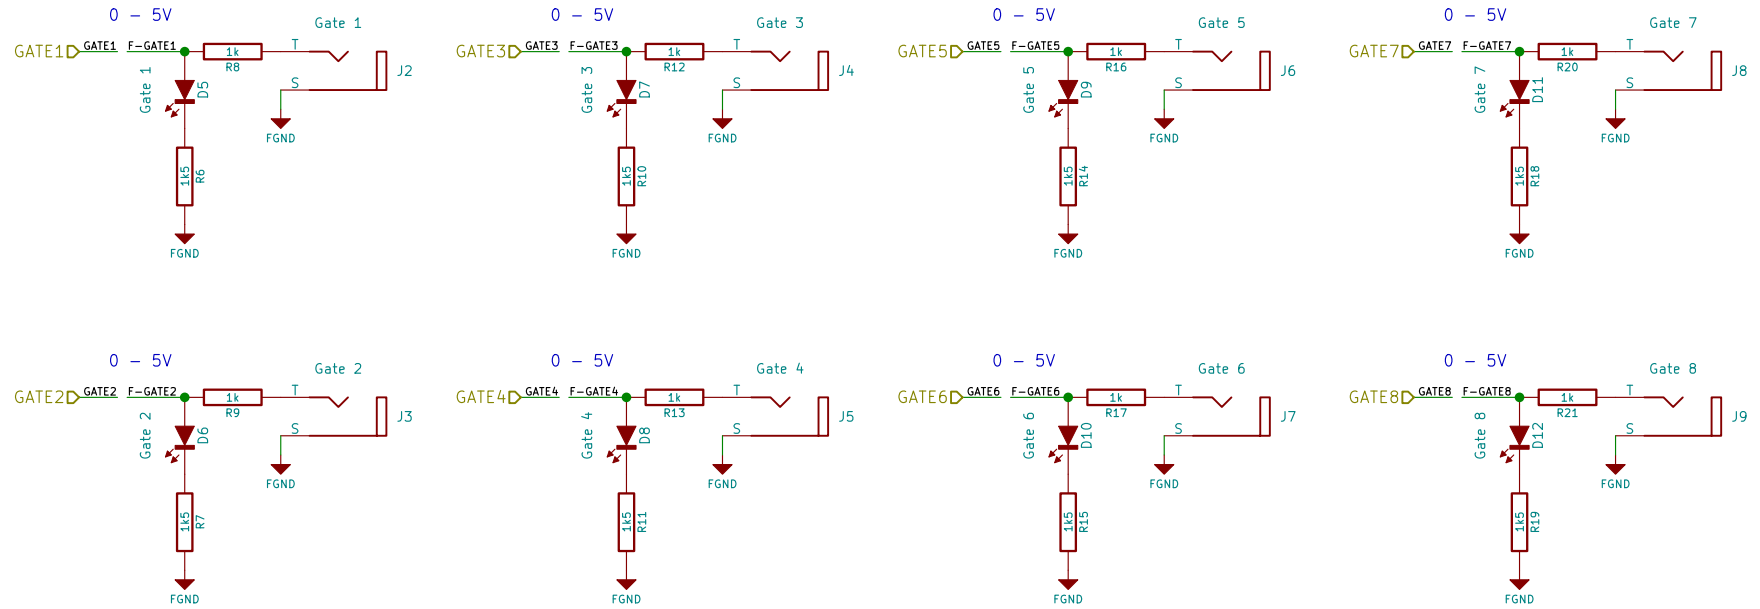 0 - 5V
Gate 1
GATE1 GATE1 F-GATE1 1k R8 T J2
Gate 1 D5 S
FGND
1k5 R6
FGND
0 - 5V
Gate 3
GATE3 GATE3 F-GATE3 1k R12 T J4
Gate 3 D7 S
FGND
1k5 R10
FGND
0 - 5V
Gate 5
GATE5 GATE5 F-GATE5 1k R16 T J6
Gate 5 D9 S
FGND
1k5 R14
FGND
0 - 5V
Gate 7
GATE7 GATE7 F-GATE7 1k R20 T J8
Gate 7 D11 S
FGND
1k5 R18
FGND
0 - 5V
Gate 2
GATE2 GATE2 F-GATE2 1k R9 T J3
Gate 2 D6 S
FGND
1k5 R7
FGND
0 - 5V
Gate 4
GATE4 GATE4 F-GATE4 1k R13 T J5
Gate 4 D8 S
FGND
1k5 R11
FGND
0 - 5V
Gate 6
GATE6 GATE6 F-GATE6 1k R17 T J7
Gate 6 D10 S
FGND
1k5 R15
FGND
0 - 5V
Gate 8
GATE8 GATE8 F-GATE8 1k R21 T J9
Gate 8 D12 S
FGND
1k5 R19
FGND